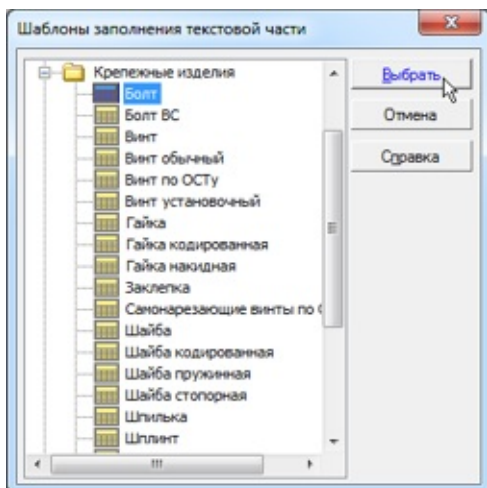 Шаблоны заполнения текстовой части
Крепежные изделия
Выбрать
Болт
Болт ВС
Отмена
Винт
Винт обычный
Справка
Винт по ОСТу
Винт установочный
Гайка
Гайка кодированная
Гайка накидная
Заклепка
Самонарезающие винты по
Шайба
Шайба кодированная
Шайба пружинная
Шайба стопорная
Шпилька
Шплинт